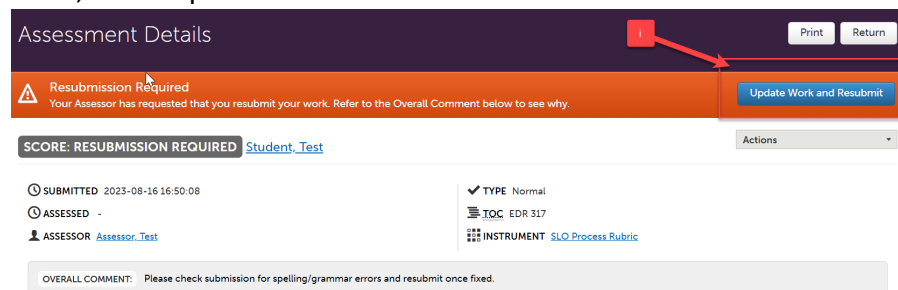 Assessment Details
i
Print
Return
Resubmission Required
Your Assessor has requested that you resubmit your work. Refer to the Overall Comment below to see why.
Update Work and Resubmit
SCORE: RESUBMISSION REQUIRED Student, Test
Actions
SUBMITTED 2023-08-16 16:50:08
TYPE Normal
ASSESSED -
TOC EDR 317
ASSESSOR Assessor, Test
INSTRUMENT SLO Process Rubric
OVERALL COMMENT: Please check submission for spelling/grammar errors and resubmit once fixed.